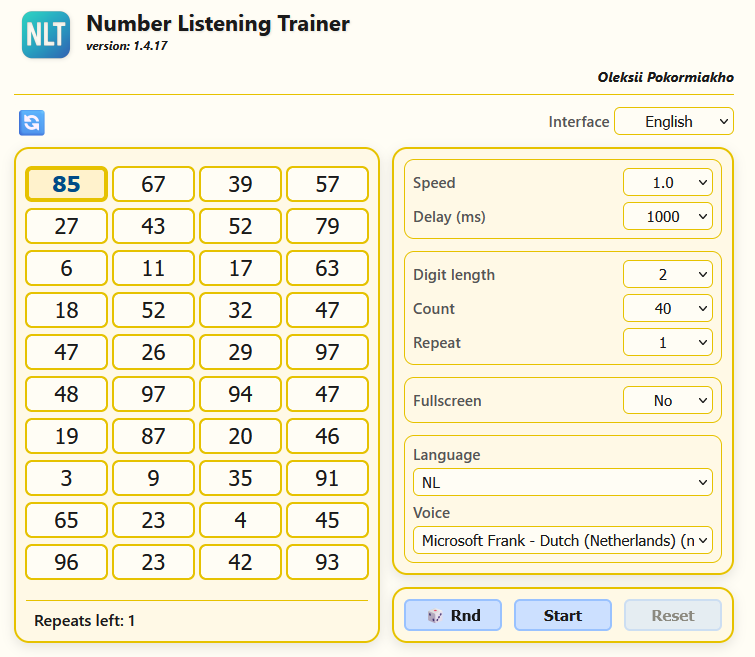 NLT
Number Listening Trainer
version: 1.4.17
Oleksii Pokormiakho
Interface English
85 67 39 57
27 43 52 79
6 11 17 63
18 52 32 47
47 26 29 97
48 97 94 47
19 87 20 46
3 9 35 91
65 23 4 45
96 23 42 93
Repeats left: 1
Speed 1.0
Delay (ms) 1000
Digit length 2
Count 40
Repeat 1
Fullscreen No
Language
NL
Voice
Microsoft Frank - Dutch (Netherlands) (n
Rnd Start Reset